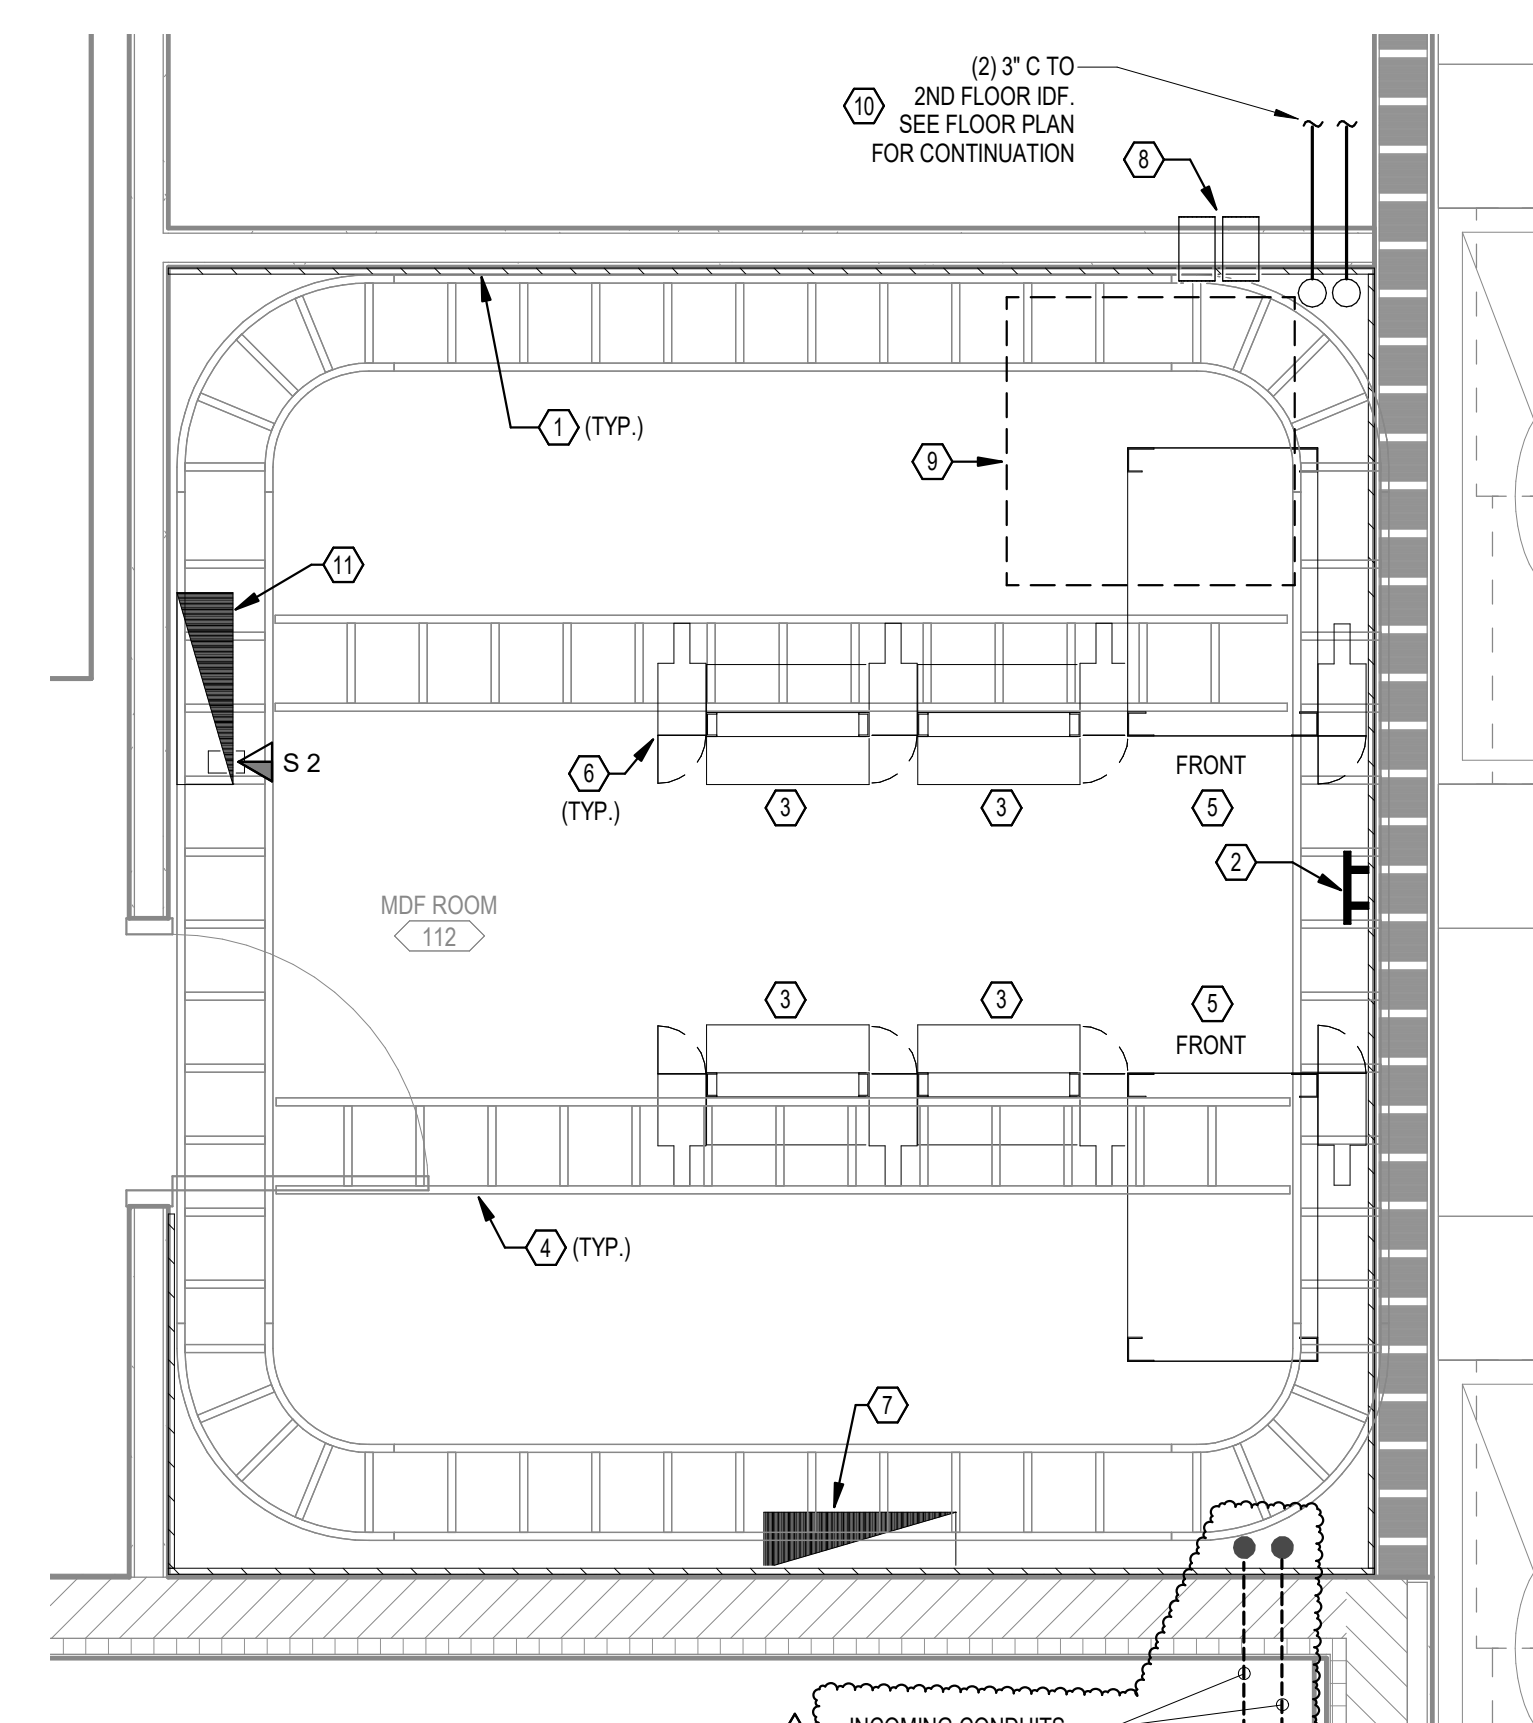 (2) 3" C TO
10 2ND FLOOR IDF.
SEE FLOOR PLAN
FOR CONTINUATION
8
1 (TYP.)
9
11
S 2
6
(TYP.)
3
3
FRONT
5
2
MDF ROOM
112
3
3
5
FRONT
4 (TYP.)
7
INCOMING CONDUITS